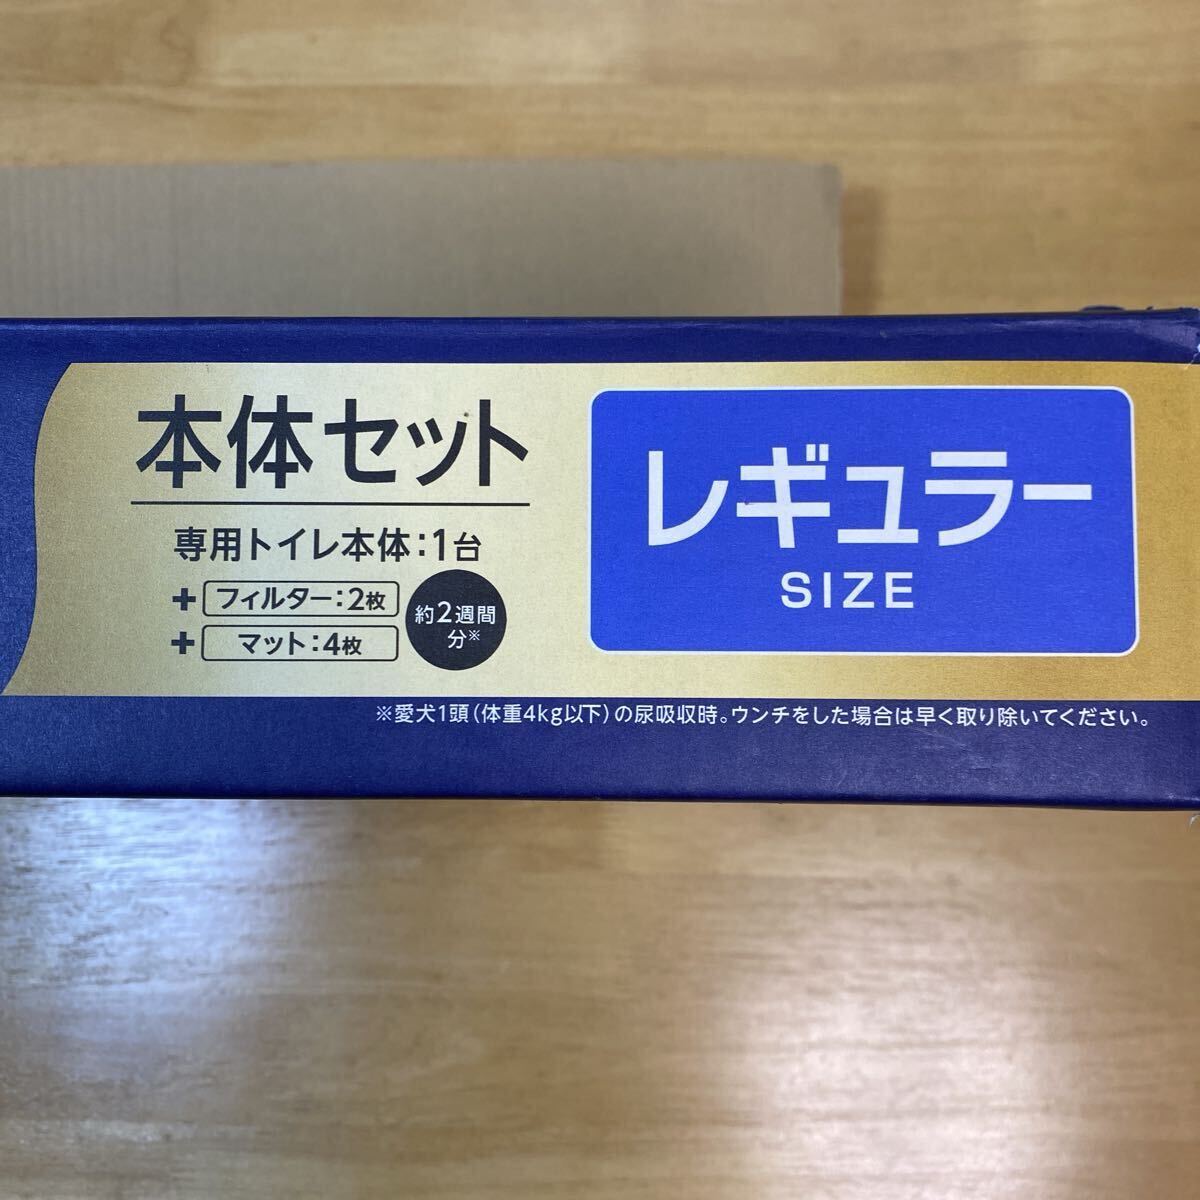 本体セット
専用トイレ本体：1台
+ フィルター：2枚
+ マット：4枚
約2週間
分※
レギュラー
SIZE
※愛犬1頭（体重4kg以下）の尿吸収時。ウンチをした場合は早く取り除いてください。